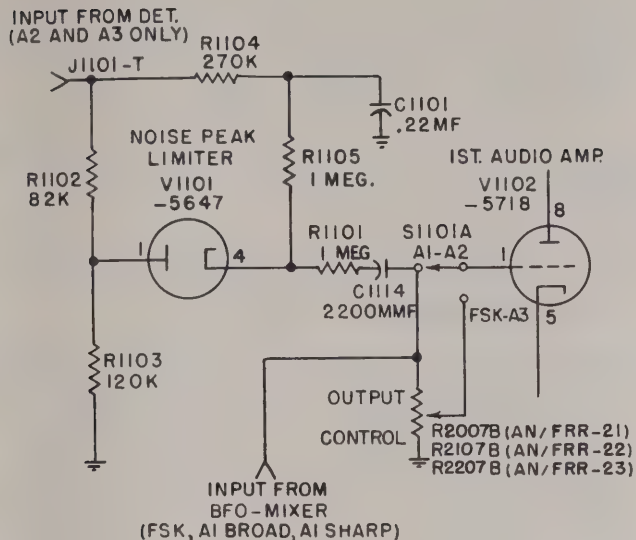 INPUT FROM DET.
(A2 AND A3 ONLY)
J1101-T
R1104
270K
C1101
.22MF
NOISE PEAK
LIMITER
V1101
-5647
R1102
82K
R1105
1 MEG.
1ST. AUDIO AMP.
V1102
-5718
8
1
4
R1101
1 MEG
C1114
2200MMF
S1101A
A1-A2
1
FSK-A3
5
R1103
120K
OUTPUT
CONTROL
R2007B (AN/FRR-21)
R2107B (AN/FRR-22)
R2207B (AN/FRR-23)
INPUT FROM
BFO-MIXER
(FSK, A1 BROAD, A1 SHARP)